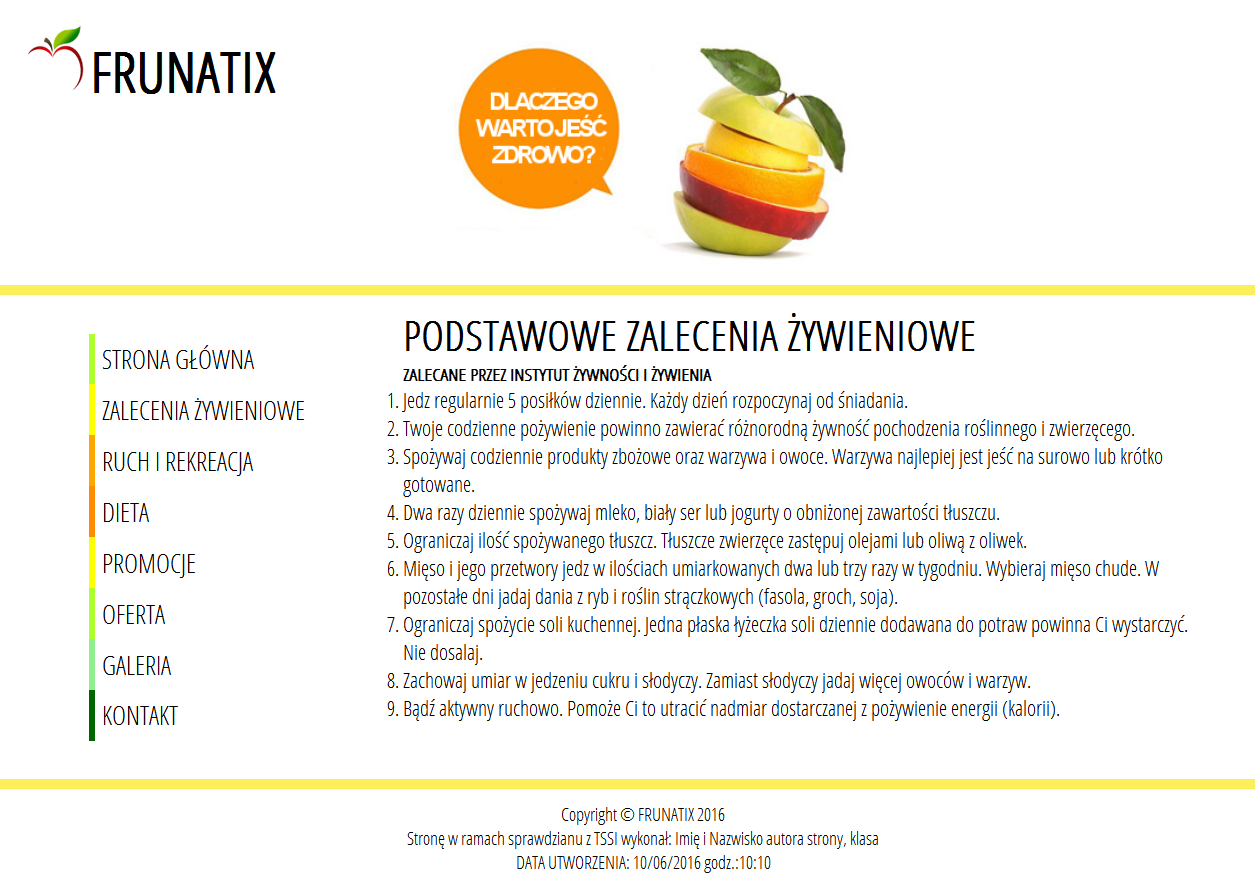 FRUNATIX
DLACZEGO
WARTO JEŚĆ
ZDROWO?
STRONA GŁÓWNA
ZALECENIA ŻYWIENIOWE
RUCH I REKREACJA
DIETA
PROMOCJE
OFERTA
GALERIA
KONTAKT
PODSTAWOWE ZALECENIA ŻYWIENIOWE
ZALECANE PRZEZ INSTYTUT ŻYWNOŚCI I ŻYWIENIA
1. Jedz regularnie 5 posiłków dziennie. Każdy dzień rozpoczynaj od śniadania.
2. Twoje codzienne pożywienie powinno zawierać różnorodną żywność pochodzenia roślinnego i zwierzęcego.
3. Spożywaj codziennie produkty zbożowe oraz warzywa i owoce. Warzywa najlepiej jest jeść na surowo lub krótko
gotowane.
4. Dwa razy dziennie spożywaj mleko, biały ser lub jogurty o obniżonej zawartości tłuszczu.
5. Ograniczaj ilość spożywanego tłuszcz. Tłuszcze zwierzęce zastępuj olejami lub oliwą z oliwek.
6. Mięso i jego przetwory jedz w ilościach umiarkowanych dwa lub trzy razy w tygodniu. Wybieraj mięso chude. W
pozostałe dni jadaj dania z ryb i roślin strączkowych (fasola, groch, soja).
7. Ograniczaj spożycie soli kuchennej. Jedna płaska łyżeczka soli dziennie dodawana do potraw powinna Ci wystarczyć.
Nie dosalaj.
8. Zachowaj umiar w jedzeniu cukru i słodyczy. Zamiast słodyczy jadaj więcej owoców i warzyw.
9. Bądź aktywny ruchowo. Pomoże Ci to utracić nadmiar dostarczanej z pożywienie energii (kalorii).
Copyright © FRUNATIX 2016
Stronę w ramach sprawdzianu z TSSI wykonał: Imię i Nazwisko autora strony, klasa
DATA UTWORZENIA: 10/06/2016 godz.:10:10